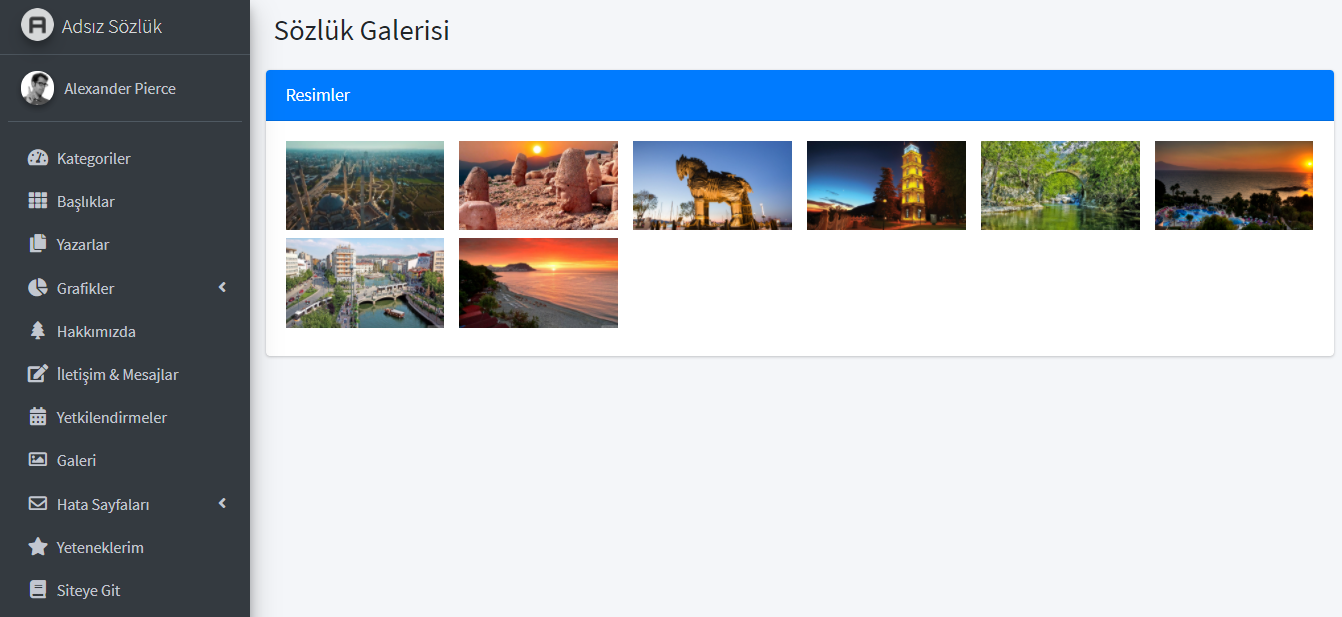 Adsız Sözlük
Alexander Pierce
Kategoriler
Başlıklar
Yazarlar
Grafikler
Hakkımızda
İletişim & Mesajlar
Yetkilendirmeler
Galeri
Hata Sayfaları
Yeteneklerim
Siteye Git
Sözlük Galerisi
Resimler